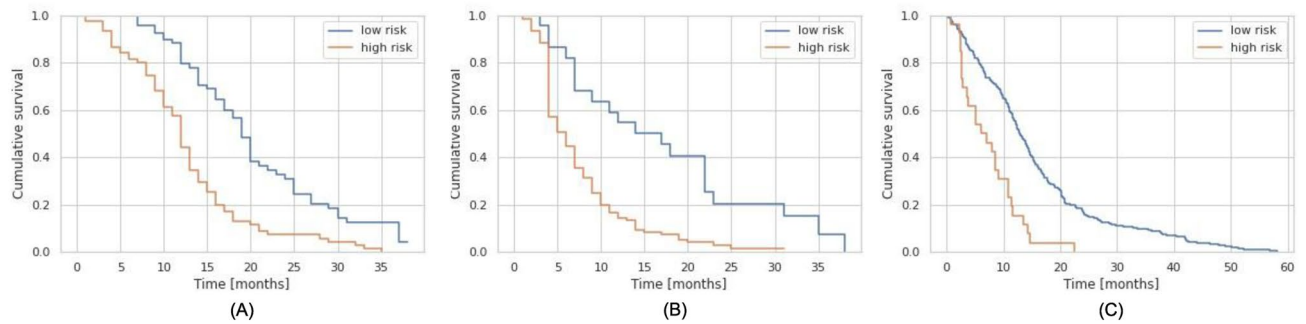 1.0
0.8
0.6
0.4
0.2
0.0
Cumulative survival
low risk
high risk
0 5 10 15 20 25 30 35
Time [months]
(A)
1.0
0.8
0.6
0.4
0.2
0.0
Cumulative survival
low risk
high risk
0 5 10 15 20 25 30 35
Time [months]
(B)
1.0
0.8
0.6
0.4
0.2
0.0
Cumulative survival
low risk
high risk
0 10 20 30 40 50 60
Time [months]
(C)